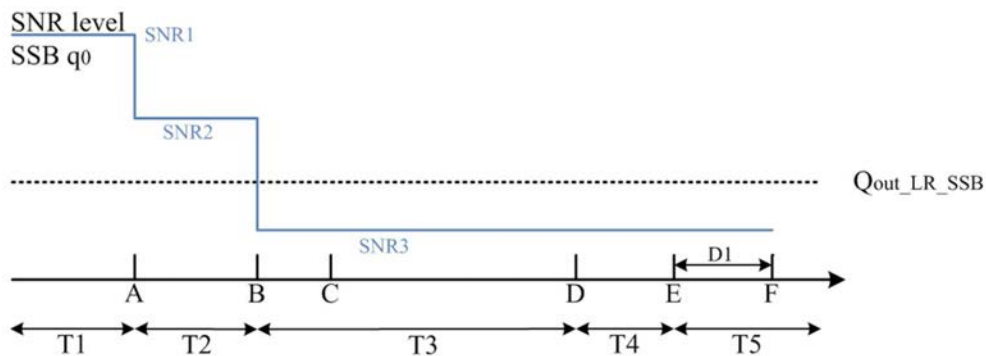 SNR level
SSB q0
SNR1
SNR2
Qout_LR_SSB
SNR3
D1
A B C D E F
T1 T2 T3 T4 T5